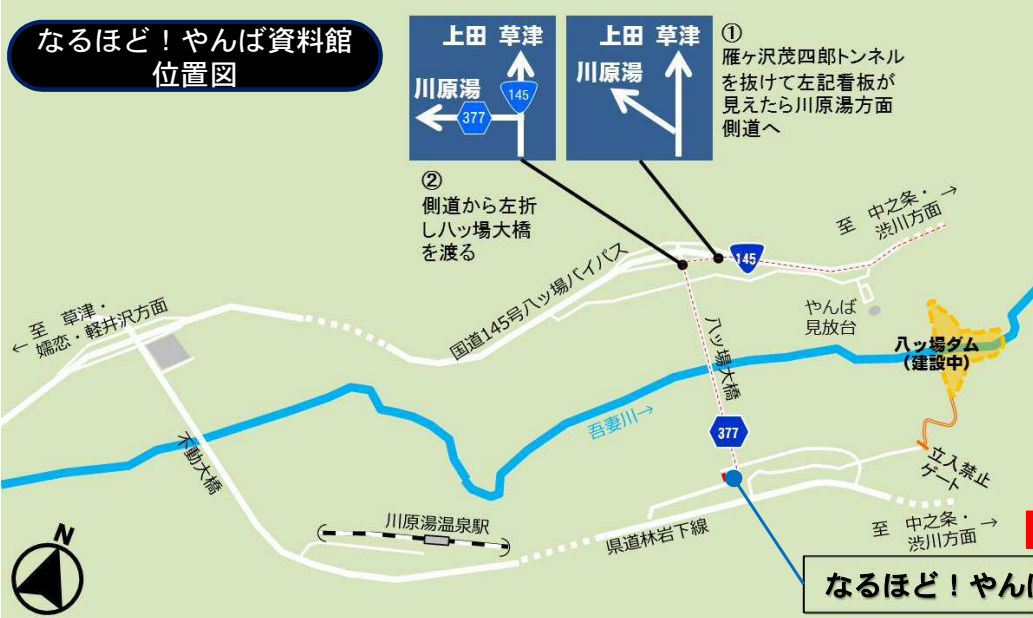 なるほど！やんば資料館
位置図
上田 草津
川原湯
145
377
上田 草津
川原湯
①
雁ヶ沢茂四郎トンネル
を抜けて左記看板が
見えたら川原湯方面
側道へ
②
側道から左折
し八ッ場大橋
を渡る
至 中之条・→
渋川方面
145
国道145号八ッ場バイパス
至 草津・
← 嬬恋・軽井沢方面
やんば
見放台
八ッ場ダム
（建設中）
八ッ場大橋
吾妻川→
377
不動大橋
立入禁止
ゲート
川原湯温泉駅
県道林岩下線
至 中之条・→
渋川方面
N
なるほど！やんば